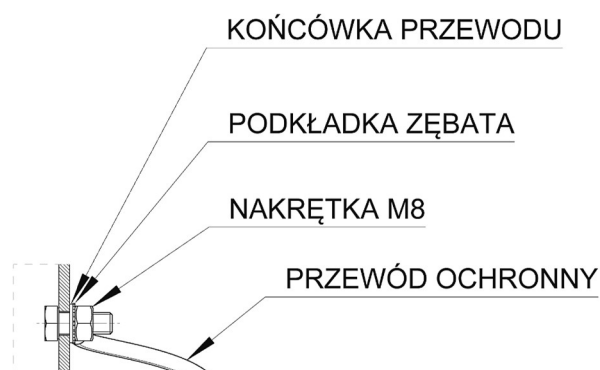 KOŃCÓWKA PRZEWODU
PODKŁADKA ZĘBATA
NAKRĘTKA M8
PRZEWÓD OCHRONNY